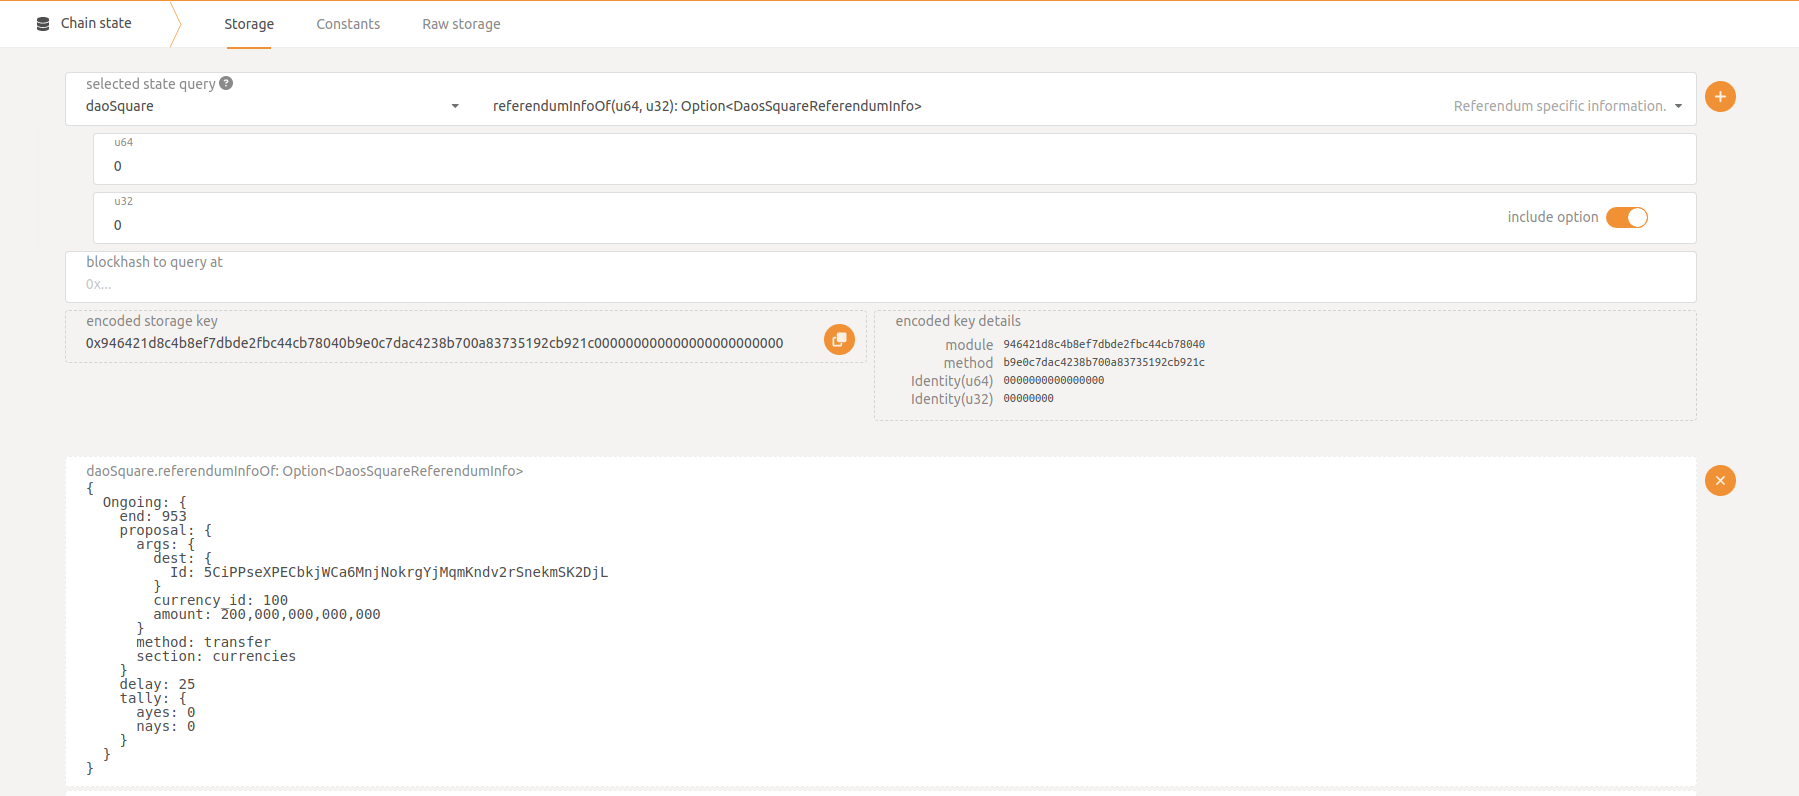 Chain state
Storage
Constants
Raw storage
selected state query ?
daoSquare
referendumInfoOf(u64, u32): Option<DaosSquareReferendumInfo>
Referendum specific information.
u64
0
u32
0
include option
blockhash to query at
0x...
encoded storage key
0x946421d8c4b8ef7dbde2fbc44cb78040b9e0c7dac4238b700a83735192cb921c000000000000000000000000
encoded key details
module 946421d8c4b8ef7dbde2fbc44cb78040
method b9e0c7dac4238b700a83735192cb921c
Identity(u64) 0000000000000000
Identity(u32) 00000000
daoSquare.referendumInfoOf: Option<DaosSquareReferendumInfo>
{
  Ongoing: {
    end: 953
    proposal: {
      args: {
        dest: {
          Id: 5CiPPseXPECbkjWCa6MnjNokrgYjMqmKndv2rSnekmSK2DjL
        }
        currency_id: 100
        amount: 200,000,000,000,000
      }
      method: transfer
      section: currencies
    }
    delay: 25
    tally: {
      ayes: 0
      nays: 0
    }
  }
}